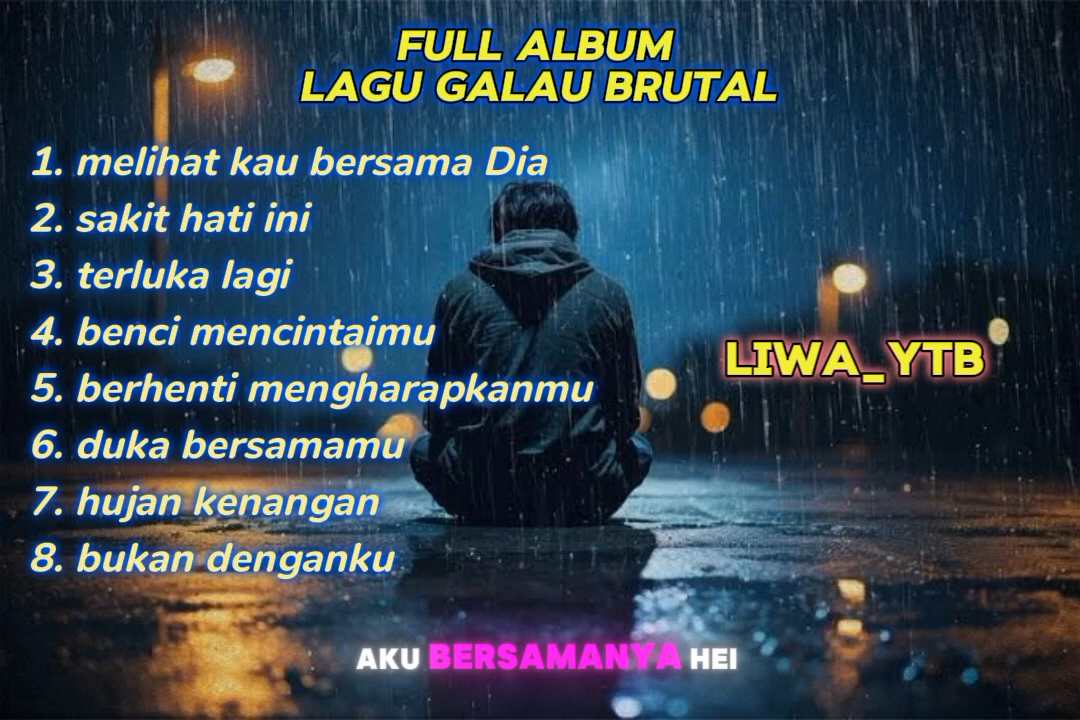 FULL ALBUM
LAGU GALAU BRUTAL
1. melihat kau bersama Dia
2. sakit hati ini
3. terluka lagi
4. benci mencintaimu
5. berhenti mengharapkanmu
6. duka bersamamu
7. hujan kenangan
8. bukan denganku
LIWA_YTB
AKU BERSAMANYA HEI